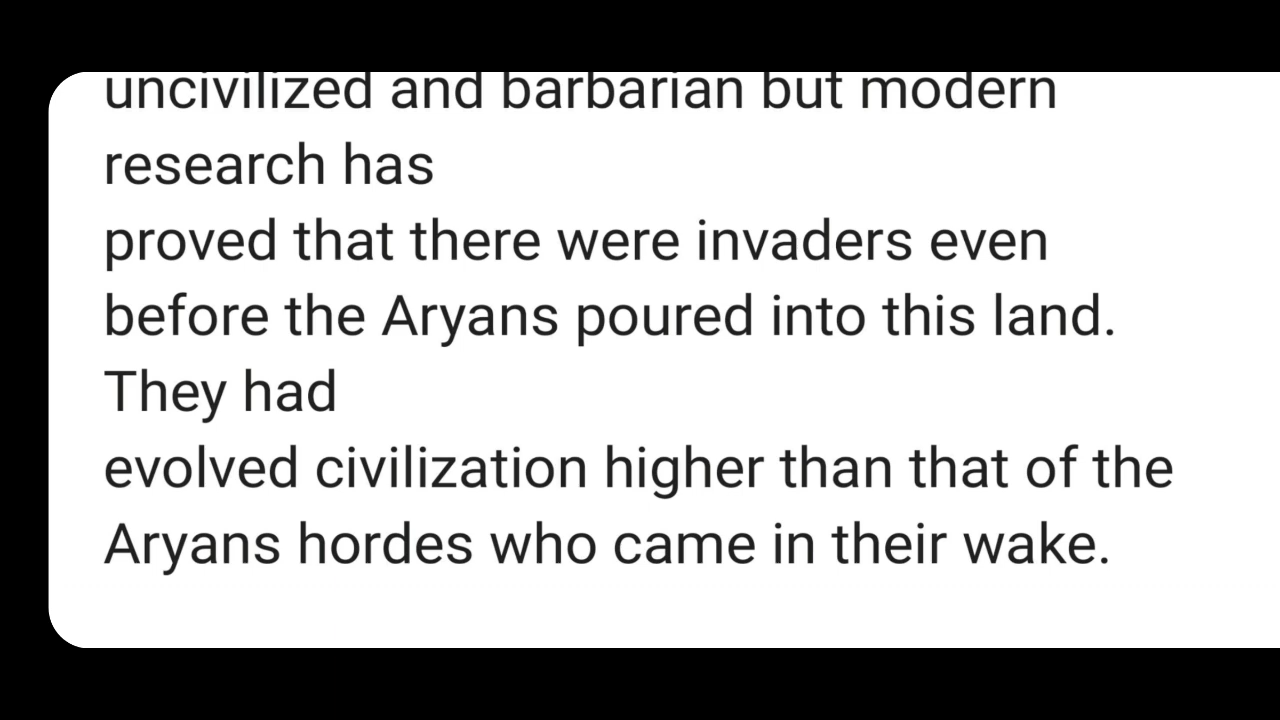 uncivilized and barbarian but modern
research has
proved that there were invaders even
before the Aryans poured into this land.
They had
evolved civilization higher than that of the
Aryans hordes who came in their wake.